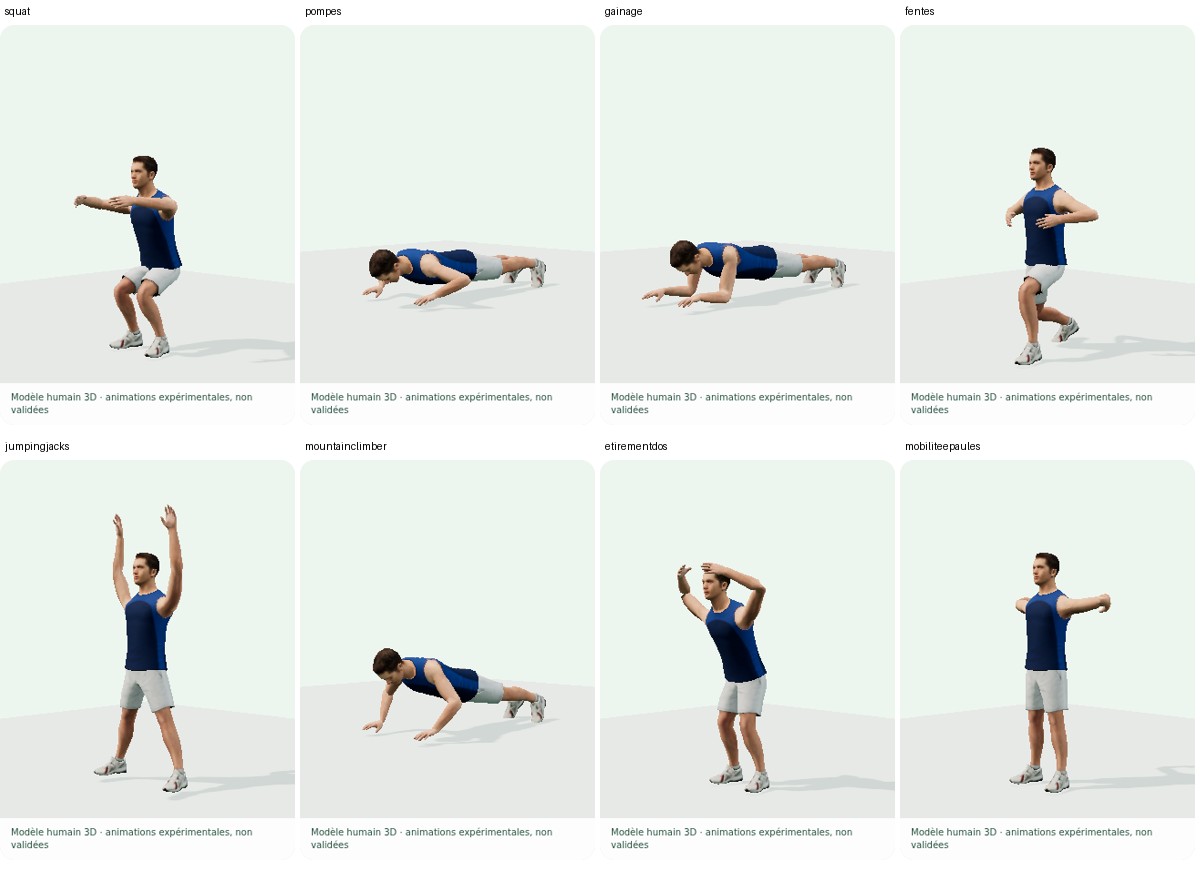 squat
pompes
gainage
fentes
Modèle humain 3D · animations expérimentales, non
validées
Modèle humain 3D · animations expérimentales, non
validées
Modèle humain 3D · animations expérimentales, non
validées
Modèle humain 3D · animations expérimentales, non
validées
jumpingjacks
mountainclimber
etirementdos
mobiliteepaules
Modèle humain 3D · animations expérimentales, non
validées
Modèle humain 3D · animations expérimentales, non
validées
Modèle humain 3D · animations expérimentales, non
validées
Modèle humain 3D · animations expérimentales, non
validées